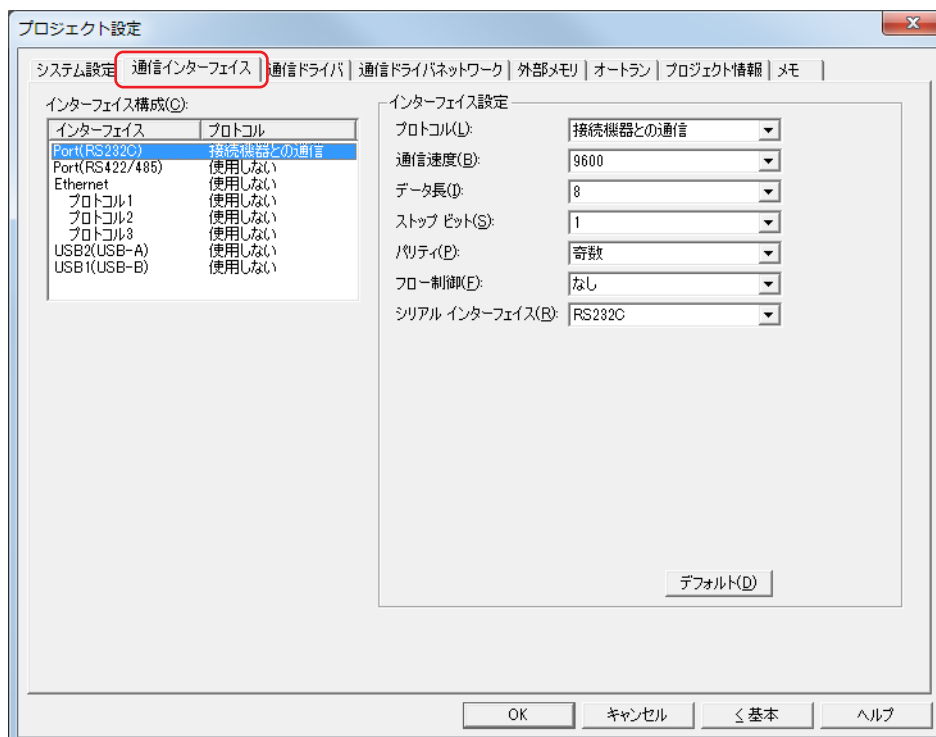 プロジェクト設定
システム設定 通信インターフェイス 通信ドライバ 通信ドライバネットワーク 外部メモリ オートラン プロジェクト情報 メモ
インターフェイス構成(C):
インターフェイス プロトコル
Port(RS232C) 接続機器との通信
Port(RS422/485) 使用しない
Ethernet 使用しない
プロトコル1 使用しない
プロトコル2 使用しない
プロトコル3 使用しない
USB2(USB-A) 使用しない
USB1(USB-B) 使用しない
インターフェイス設定
プロトコル(L): 接続機器との通信
通信速度(B): 9600
データ長(I): 8
ストップ ビット(S): 1
パリティ(P): 奇数
フロー制御(F): なし
シリアル インターフェイス(R): RS232C
デフォルト(D)
OK キャンセル < 基本 ヘルプ